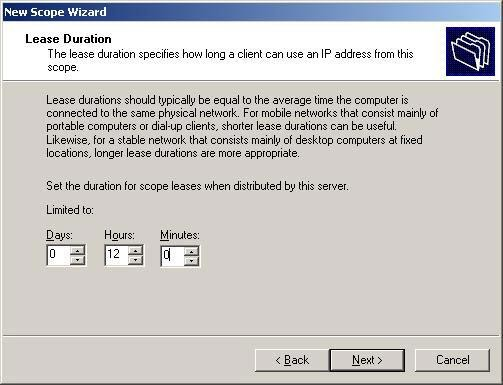 New Scope Wizard
Lease Duration
The lease duration specifies how long a client can use an IP address from this
scope.
Lease durations should typically be equal to the average time the computer is
connected to the same physical network. For mobile networks that consist mainly of
portable computers or dial-up clients, shorter lease durations can be useful.
Likewise, for a stable network that consists mainly of desktop computers at fixed
locations, longer lease durations are more appropriate.
Set the duration for scope leases when distributed by this server.
Limited to:
Days: Hours: Minutes:
0 12 0
< Back Next > Cancel